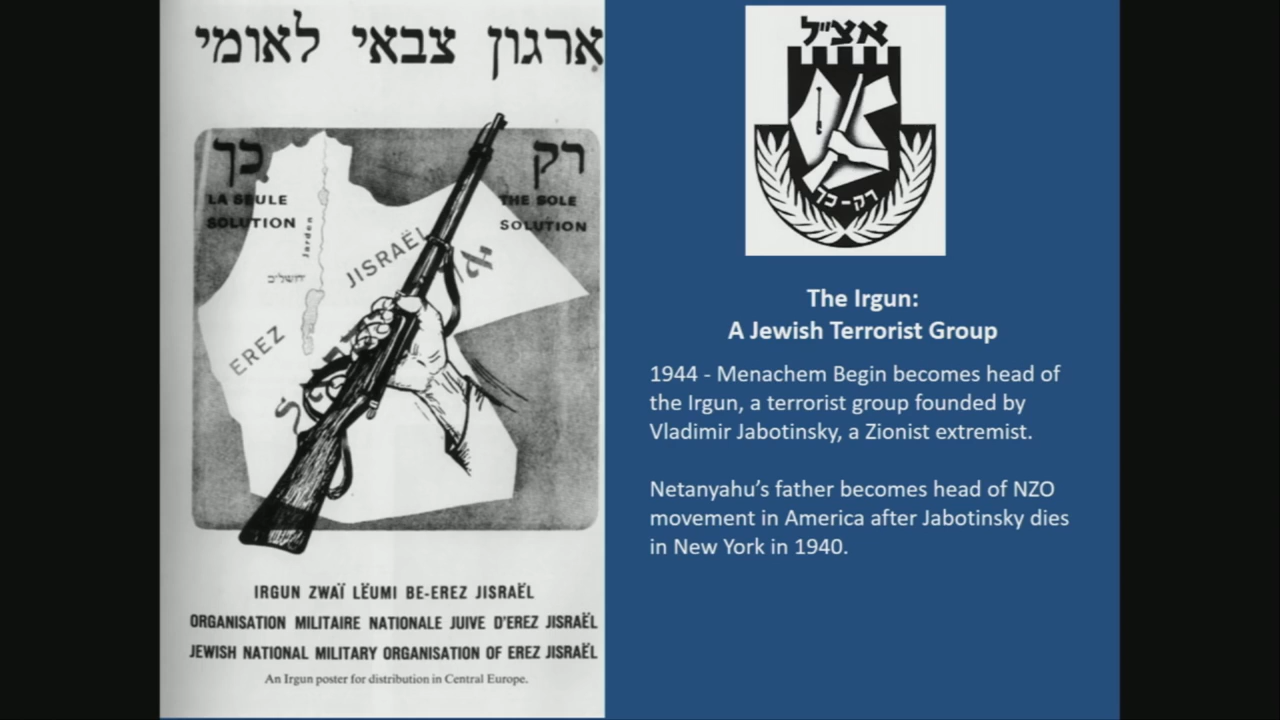 ארגון צבאי לאומי
כך
רק
LA SEULE
SOLUTION
THE SOLE
SOLUTION
Jordan
ירושלים
EREZ JISRAËL
IRGUN ZWAÏ LËUMI BE-EREZ JISRAËL
ORGANISATION MILITAIRE NATIONALE JUIVE D'EREZ JISRAËL
JEWISH NATIONAL MILITARY ORGANISATION OF EREZ JISRAËL
An Irgun poster for distribution in Central Europe.
אצ״ל
רק-כך
The Irgun:
A Jewish Terrorist Group
1944 - Menachem Begin becomes head of
the Irgun, a terrorist group founded by
Vladimir Jabotinsky, a Zionist extremist.
Netanyahu’s father becomes head of NZO
movement in America after Jabotinsky dies
in New York in 1940.